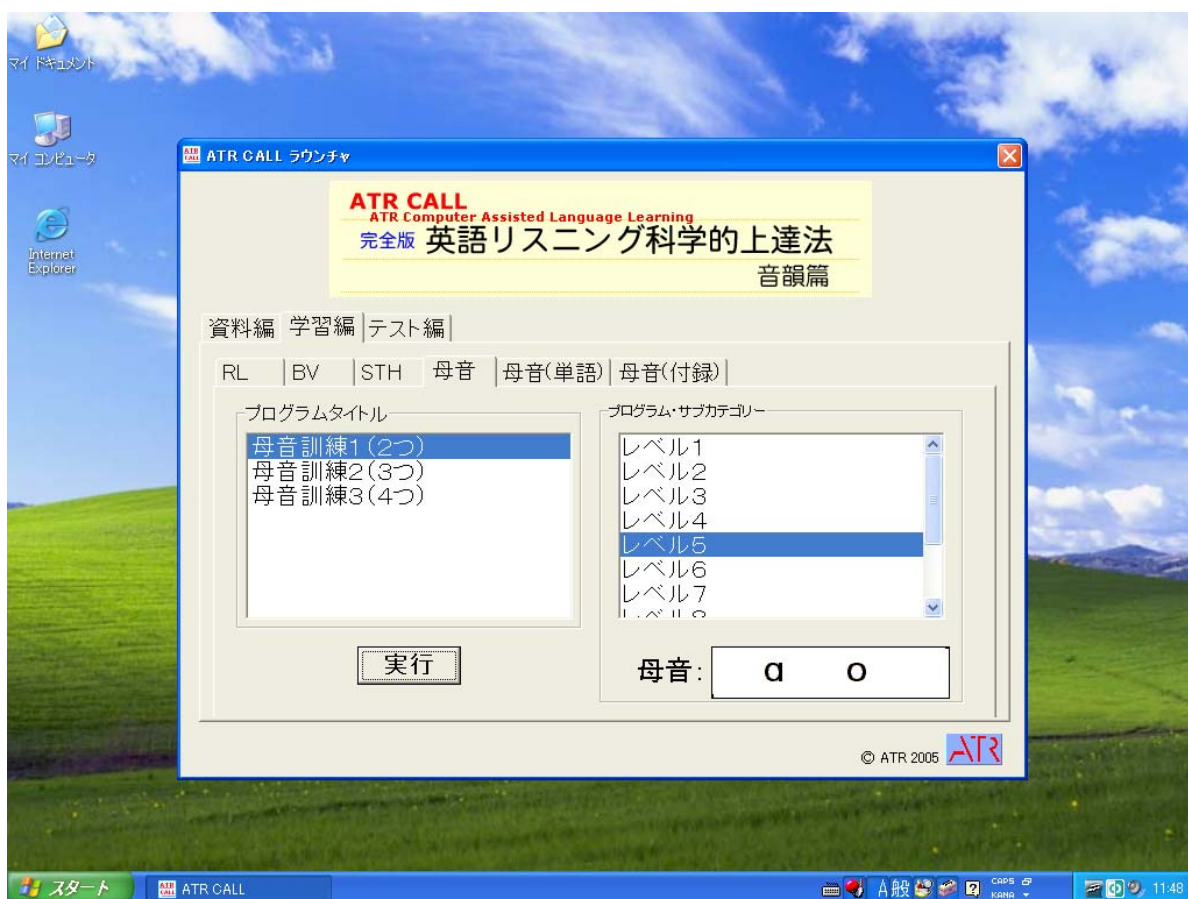 マイ ドキュメント
マイ コンピュータ
Internet
Explorer
ATR CALL ラウンチャ
ATR CALL
ATR Computer Assisted Language Learning
完全版 英語リスニング科学的上達法
音韻篇
資料編 学習編 テスト編
RL BV STH 母音 母音(単語) 母音(付録)
プログラムタイトル
母音訓練1(2つ)
母音訓練2(3つ)
母音訓練3(4つ)
プログラム・サブカテゴリー
レベル1
レベル2
レベル3
レベル4
レベル5
レベル6
レベル7
実行
母音: ɑ o
© ATR 2005 ATR
スタート ATR CALL A般 CAPS KANA 11:48